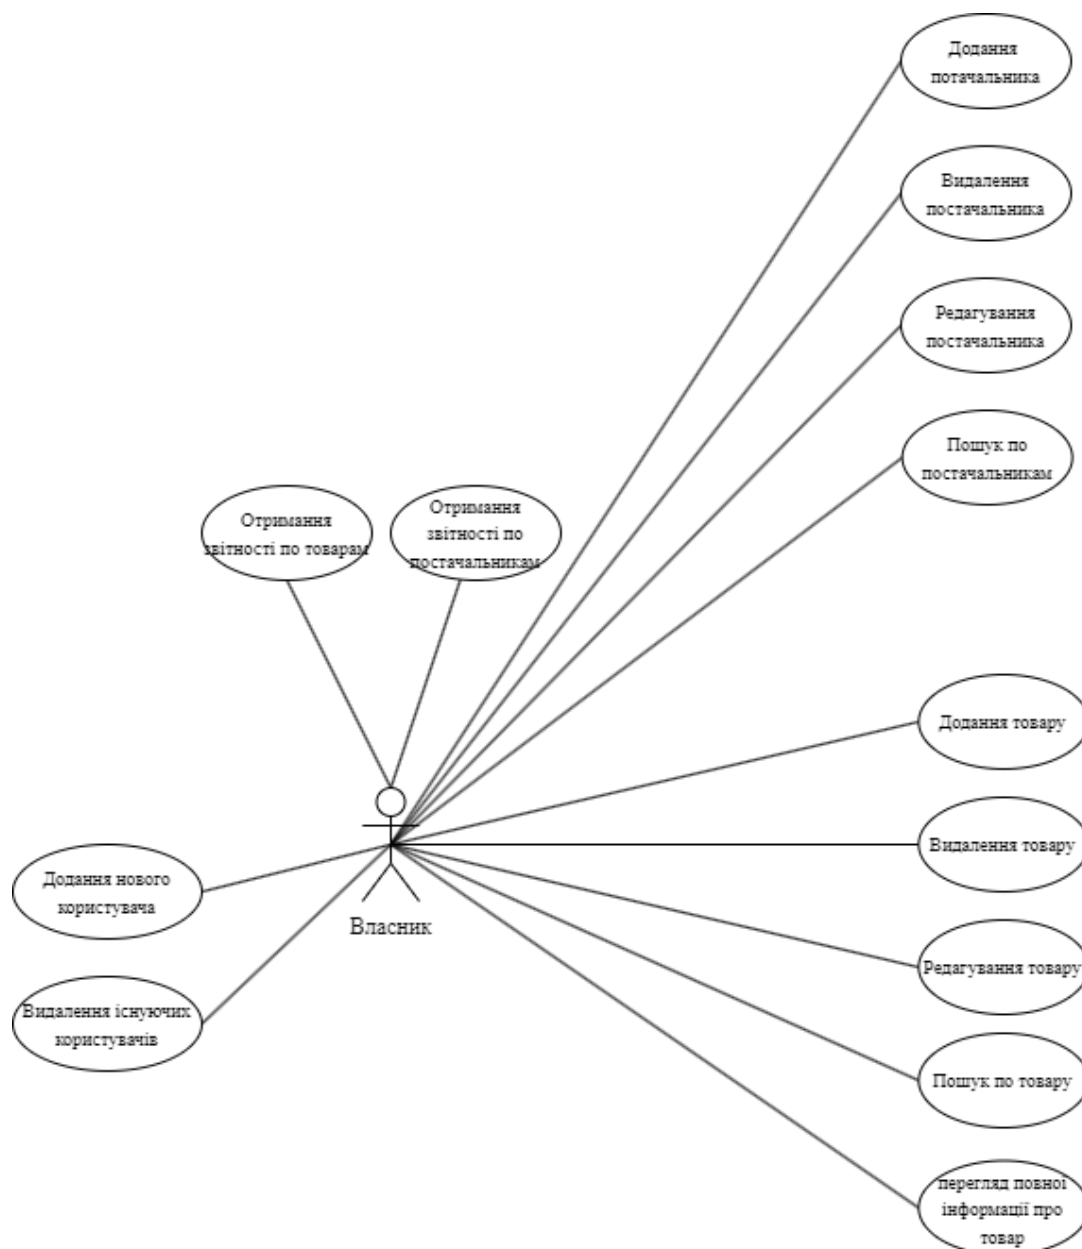 Додання
потачальника
Видалення
постачальника
Редагування
постачальника
Пошук по
постачальникам
Отримання
звітності по товарам
Отримання
звітності по
постачальникам
Додання товару
Видалення товару
Додання нового
користувача
Власник
Редагування товару
Видалення існуючих
користувачів
Пошук по товару
перегляд повної
інформації про
товар